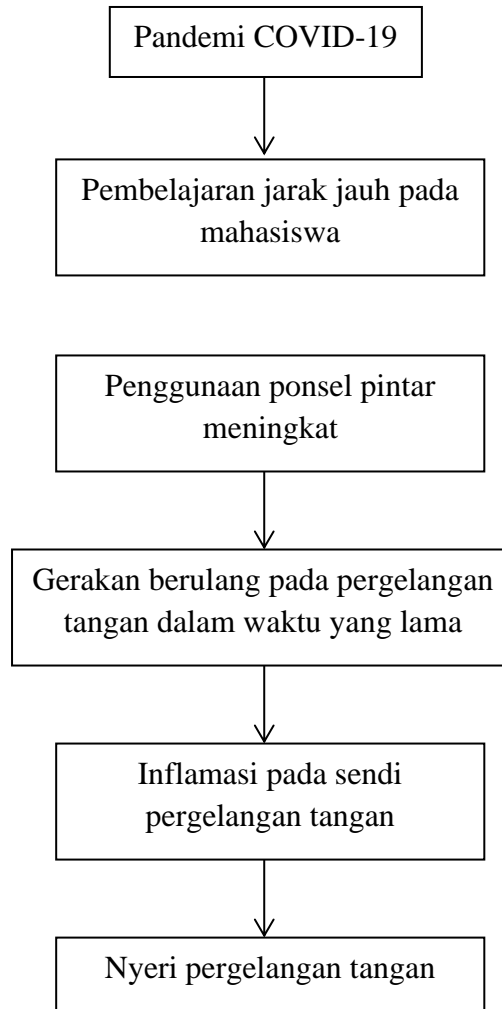 Pandemi COVID-19
Pembelajaran jarak jauh pada
mahasiswa
Penggunaan ponsel pintar
meningkat
Gerakan berulang pada pergelangan
tangan dalam waktu yang lama
Inflamasi pada sendi
pergelangan tangan
Nyeri pergelangan tangan